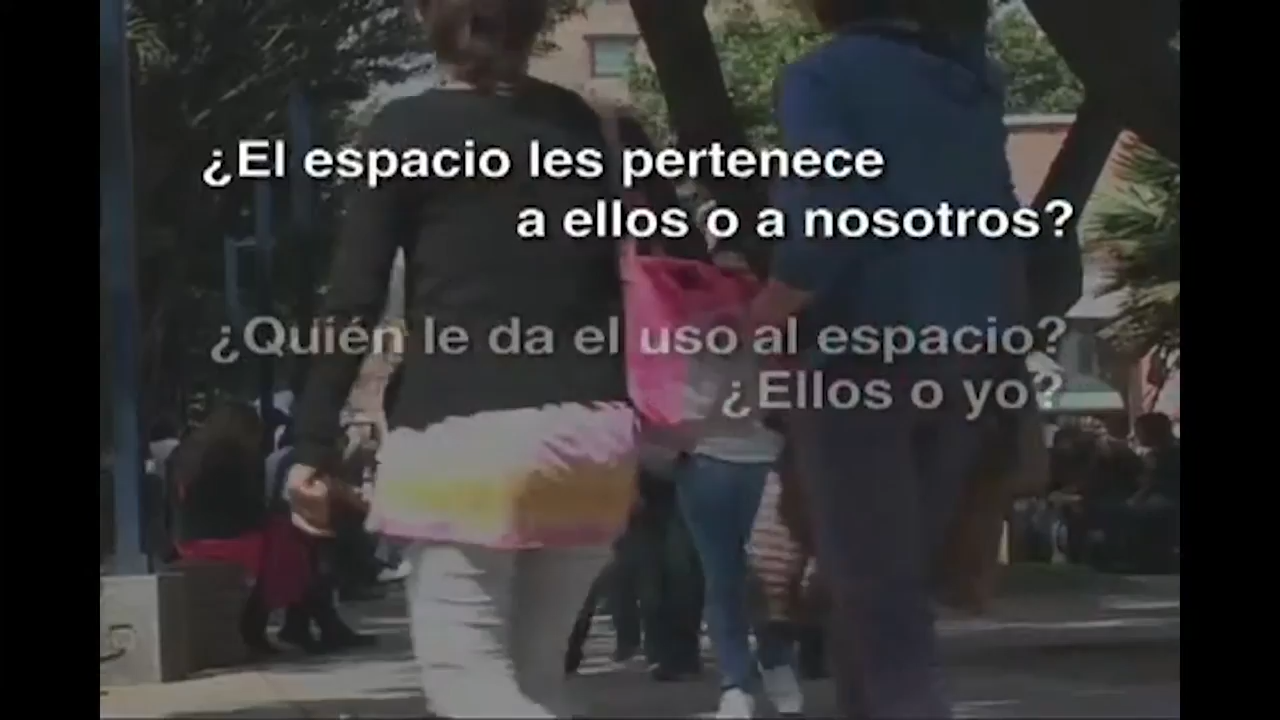 ¿El espacio les pertenece
a ellos o a nosotros?
¿Quién le da el uso al espacio?
¿Ellos o yo?